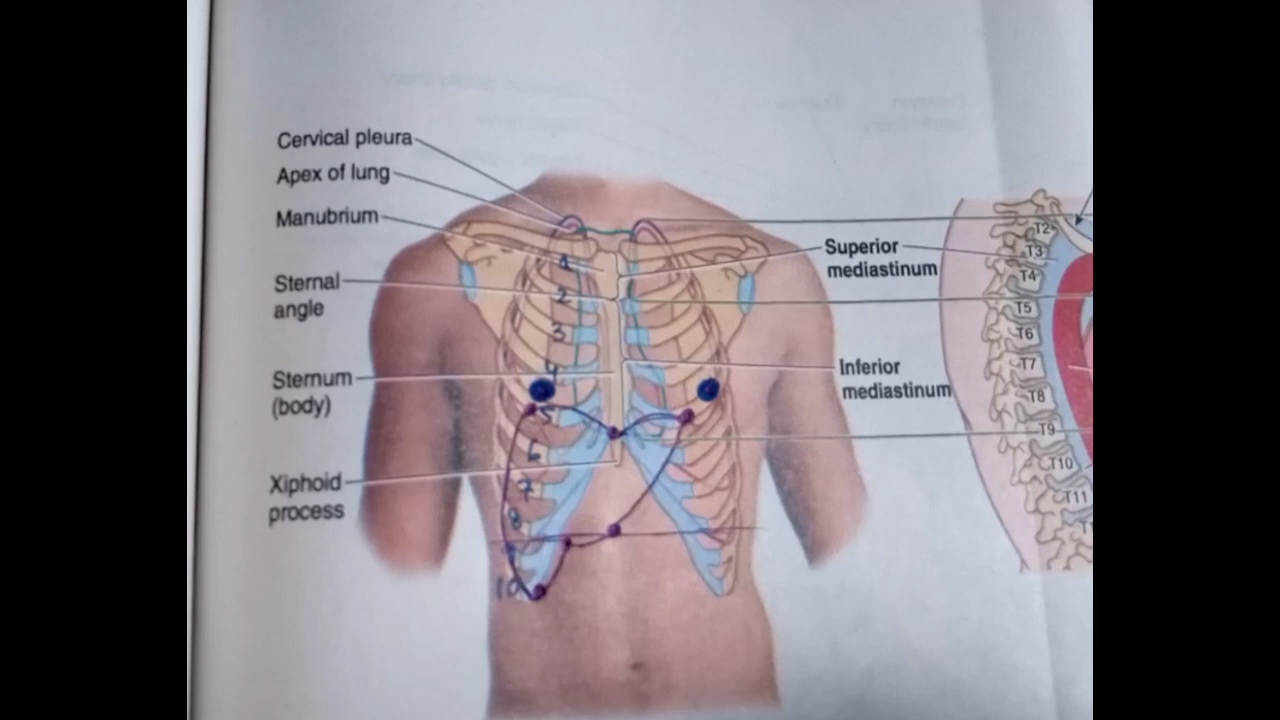 Cervical pleura
Apex of lung
Manubrium
Sternal
angle
Sternum
(body)
Xiphoid
process
Superior
mediastinum
Inferior
mediastinum
1
2
3
4
5
6
7
8
9
10
T2
T3
T4
T5
T6
T7
T8
T9
T10
T11